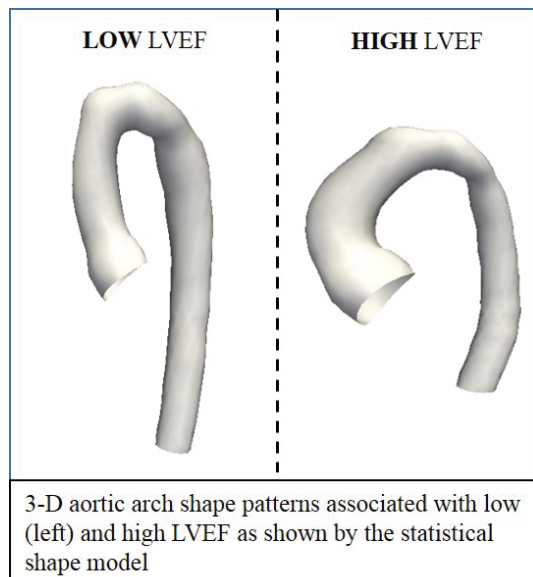 LOW LVEF
HIGH LVEF
3-D aortic arch shape patterns associated with low
(left) and high LVEF as shown by the statistical
shape model